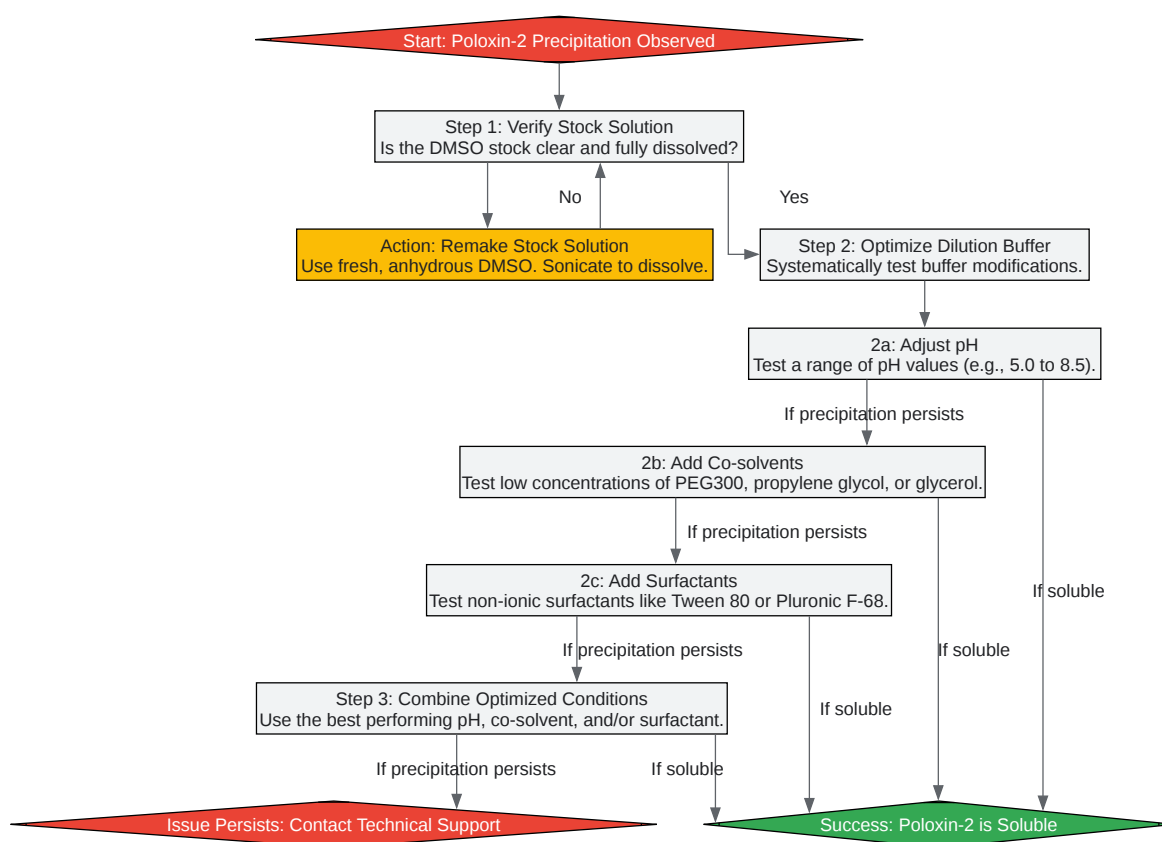 Start: Poloxin-2 Precipitation Observed
Step 1: Verify Stock Solution
Is the DMSO stock clear and fully dissolved?
No
Yes
Action: Remake Stock Solution
Use fresh, anhydrous DMSO. Sonicate to dissolve.
Step 2: Optimize Dilution Buffer
Systematically test buffer modifications.
2a: Adjust pH
Test a range of pH values (e.g., 5.0 to 8.5).
If precipitation persists
2b: Add Co-solvents
Test low concentrations of PEG300, propylene glycol, or glycerol.
If precipitation persists
2c: Add Surfactants
Test non-ionic surfactants like Tween 80 or Pluronic F-68.
If soluble
If precipitation persists
If soluble
Step 3: Combine Optimized Conditions
Use the best performing pH, co-solvent, and/or surfactant.
If soluble
If precipitation persists
If soluble
Issue Persists: Contact Technical Support
Success: Poloxin-2 is Soluble